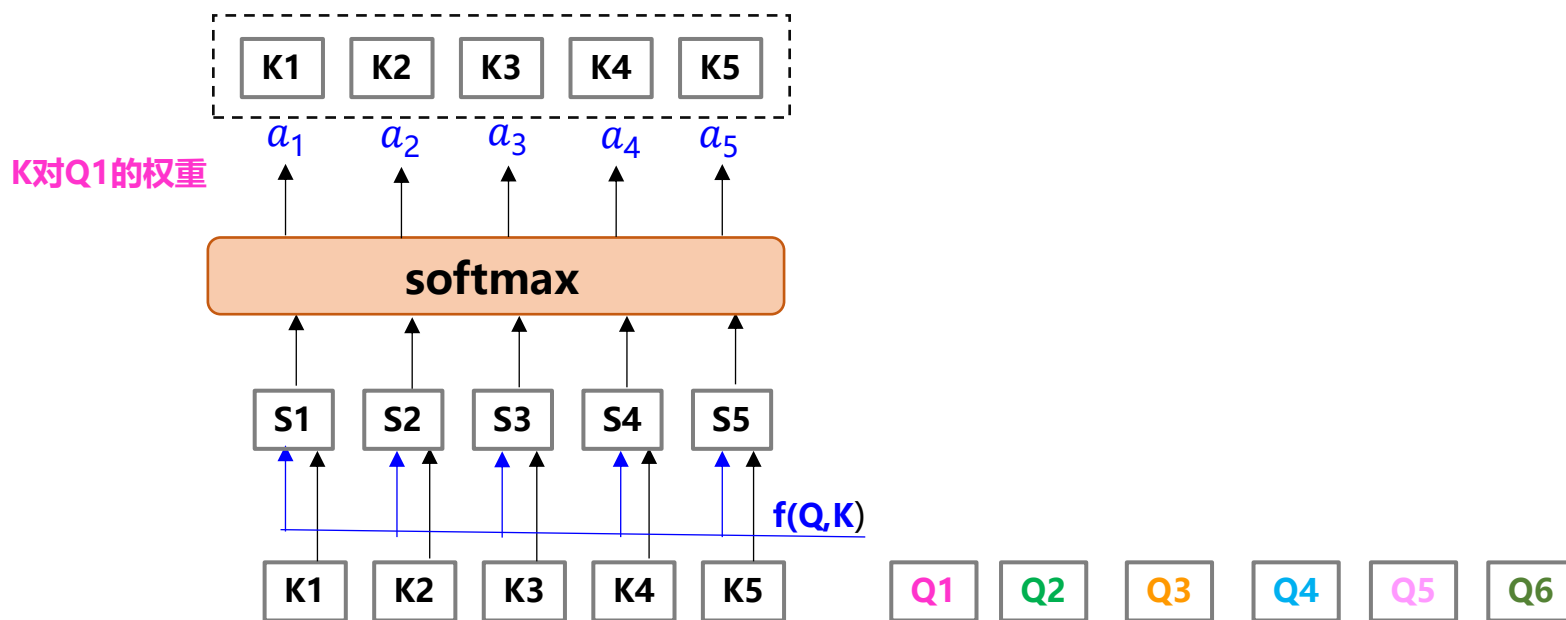 K1 K2 K3 K4 K5
a1 a2 a3 a4 a5
K对Q1的权重
softmax
S1 S2 S3 S4 S5
f(Q,K)
K1 K2 K3 K4 K5 Q1 Q2 Q3 Q4 Q5 Q6